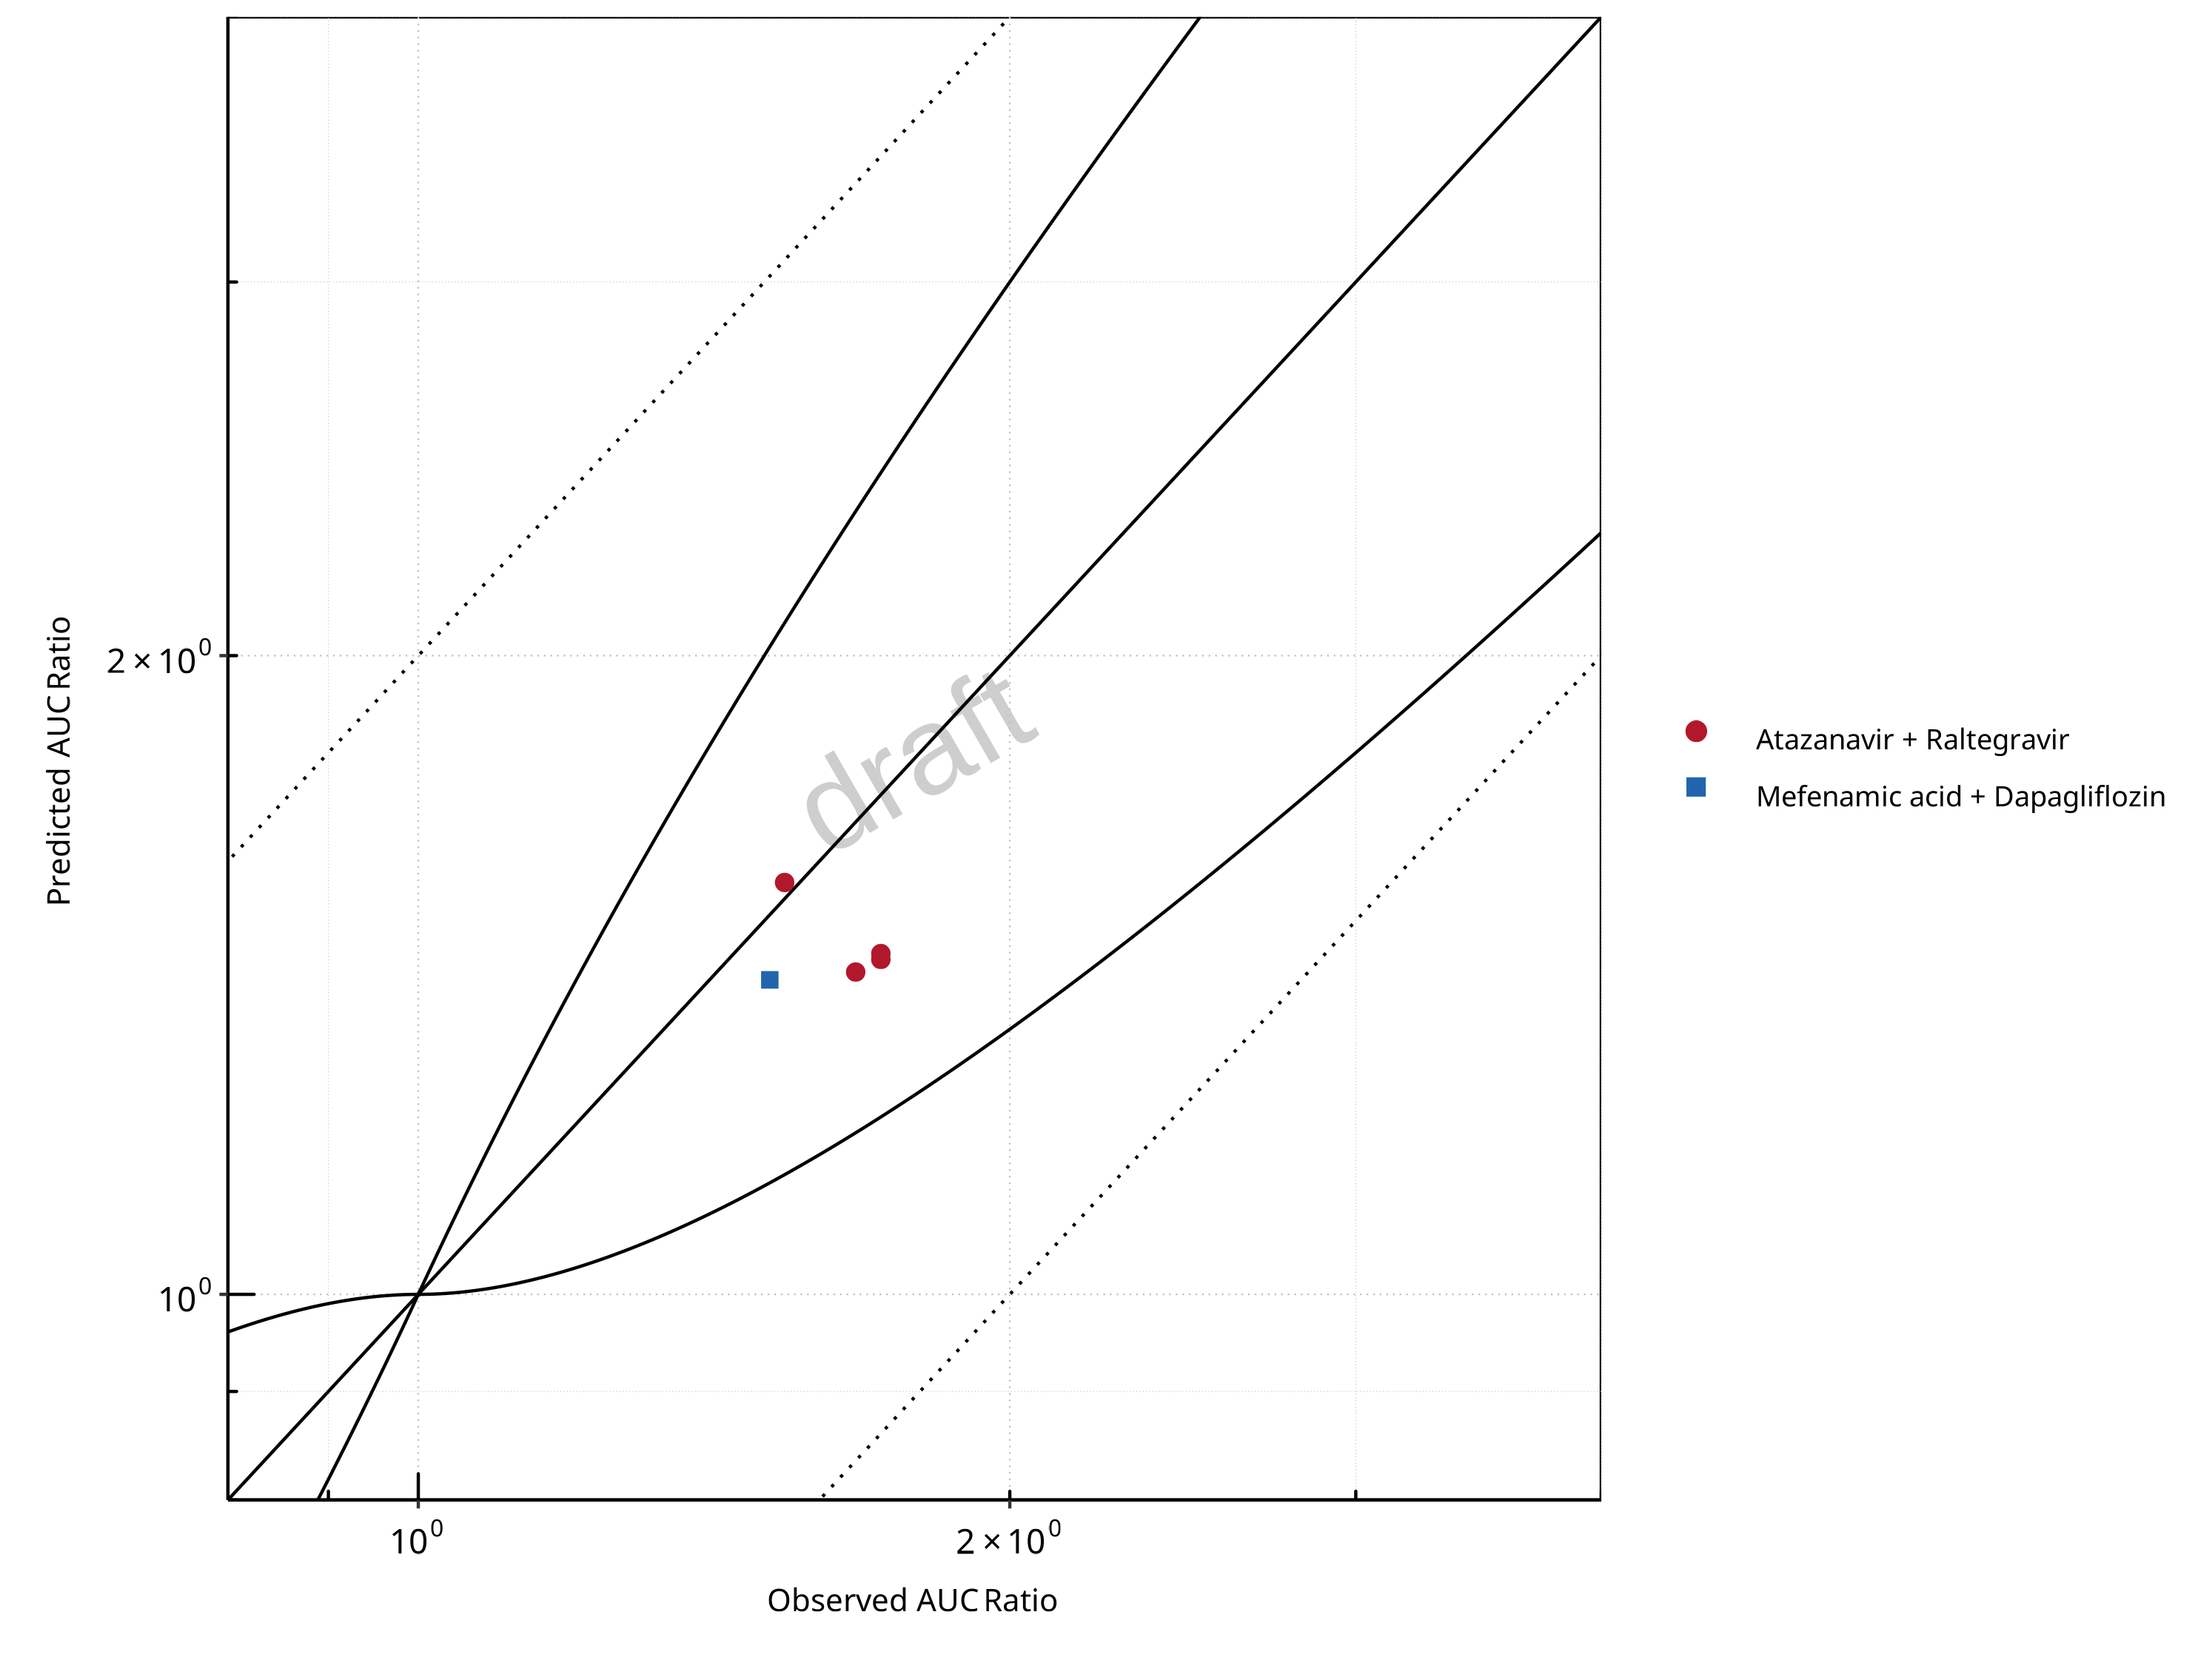 Predicted AUC Ratio
2 × 10⁰
10⁰
draft
10⁰
2 × 10⁰
Observed AUC Ratio
Atazanavir + Raltegravir
Mefenamic acid + Dapagliflozin